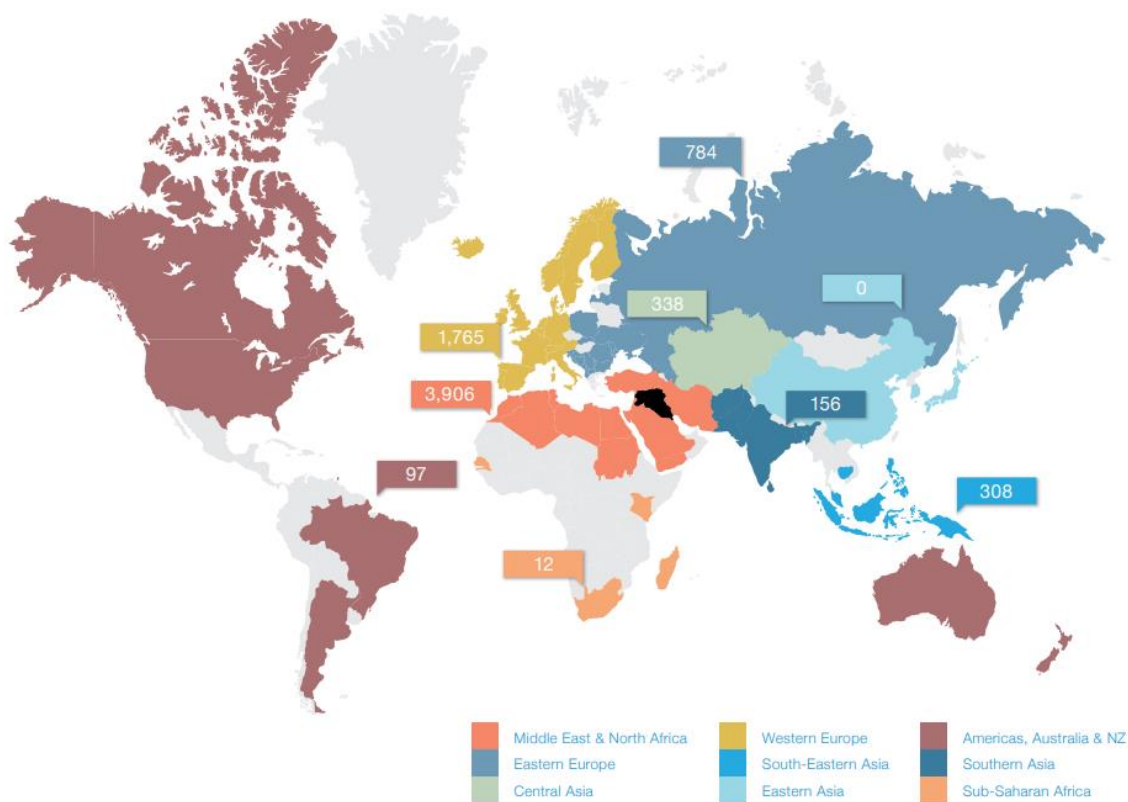 784
0
338
1,765
3,906
156
97
308
12
Middle East & North Africa
Western Europe
Americas, Australia & NZ
Eastern Europe
South-Eastern Asia
Southern Asia
Central Asia
Eastern Asia
Sub-Saharan Africa